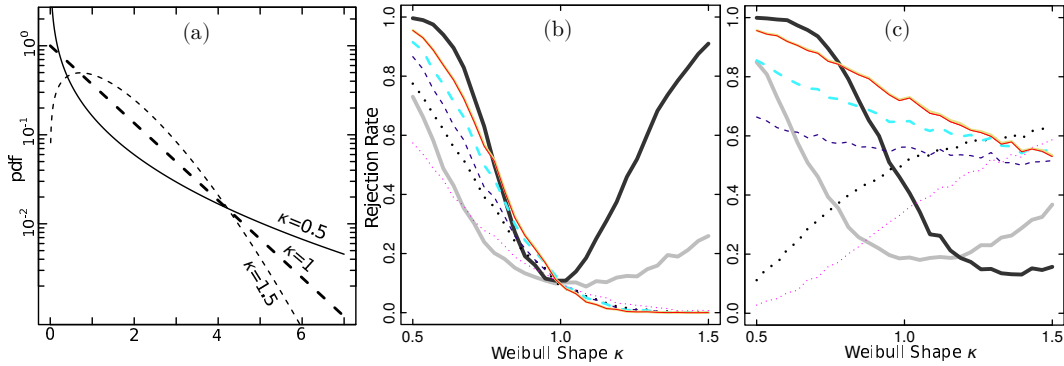 (a)
pdf
10⁰
10⁻¹
10⁻²
κ=0.5
κ=1
κ=1.5
0 2 4 6
(b)
Rejection Rate
1.0
0.8
0.6
0.4
0.2
0.0
0.5 1.0 1.5
Weibull Shape κ
(c)
1.0
0.8
0.6
0.4
0.2
0.0
0.5 1.0 1.5
Weibull Shape κ